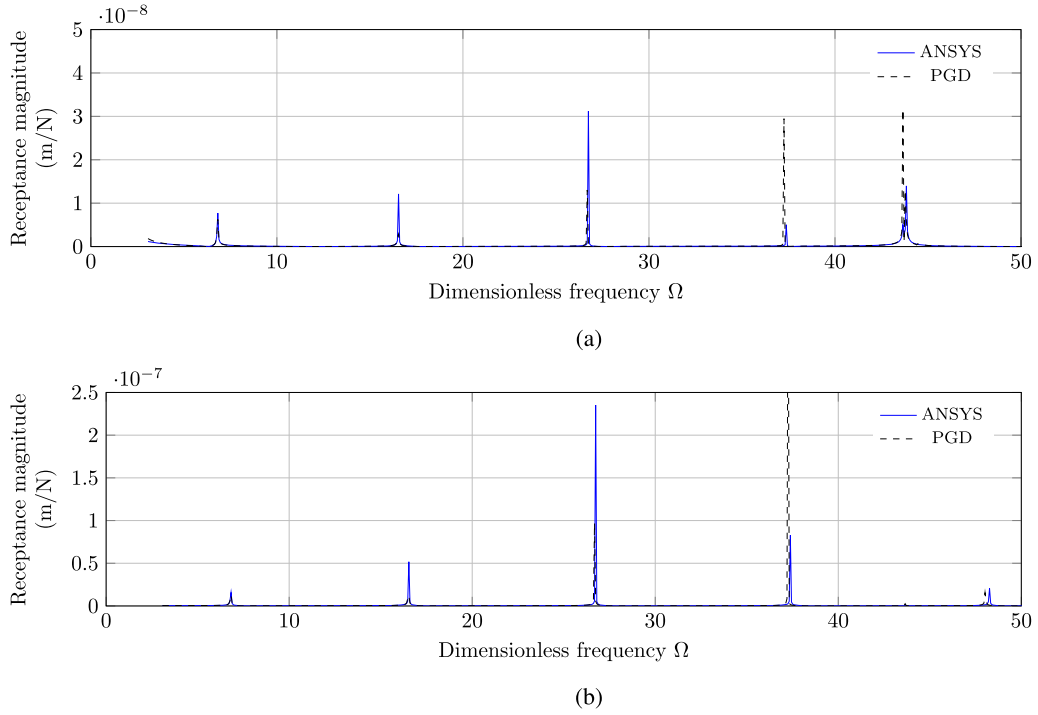 ·10−8
5
4
3
2
1
0
0 10 20 30 40 50
Receptance magnitude
(m/N)
Dimensionless frequency Ω
ANSYS
PGD
(a)
·10−7
2.5
2
1.5
1
0.5
0
0 10 20 30 40 50
Receptance magnitude
(m/N)
Dimensionless frequency Ω
ANSYS
PGD
(b)